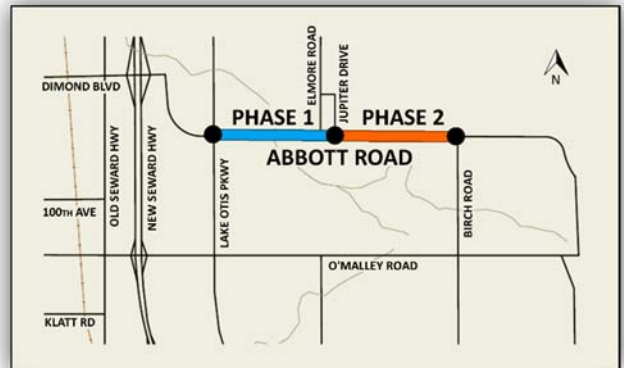 ELMORE ROAD
JUPITER DRIVE
DIMOND BLVD
PHASE 1
PHASE 2
N
ABBOTT ROAD
OLD SEWARD HWY
NEW SEWARD HWY
LAKE OTIS PKWY
BIRCH ROAD
100TH AVE
O'MALLEY ROAD
KLATT RD